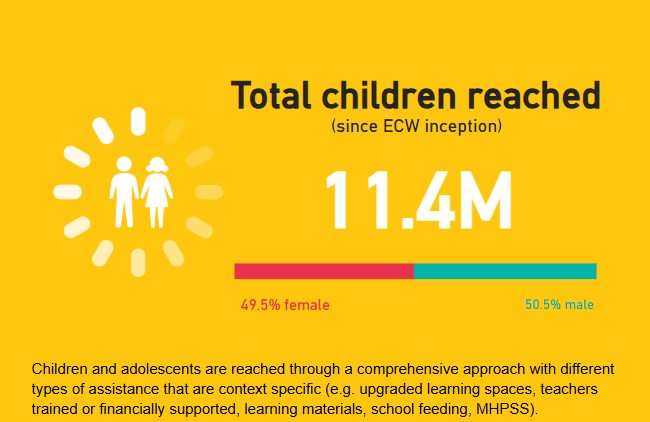 Total children reached
(since ECW inception)
11.4M
49.5% female
50.5% male
Children and adolescents are reached through a comprehensive approach with different
types of assistance that are context specific (e.g. upgraded learning spaces, teachers
trained or financially supported, learning materials, school feeding, MHPSS).